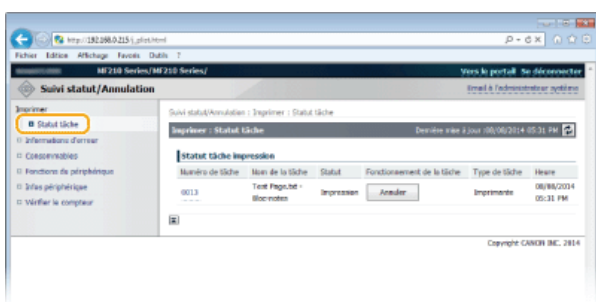 http://192.168.0.215/j_plist.html
Fichier Edition Affichage Favoris Outils ?
MF210 Series/MF210 Series/
Vers le portail Se déconnecter
Suivi statut/Annulation
Email à l'administrateur système
Imprimer
Statut tâche
Informations d'erreur
Consommables
Fonctions du périphérique
Infos périphérique
Vérifier le compteur
Suivi statut/Annulation : Imprimer : Statut tâche
Imprimer : Statut tâche
Dernière mise à jour :08/08/2014 05:31 PM
Statut tâche impression
Numéro de tâche Nom de la tâche Statut Fonctionnement de la tâche Type de tâche Heure
0013 Test Page.txt - Bloc-notes Impression Annuler Imprimante 08/08/2014 05:31 PM
Copyright CANON INC. 2014